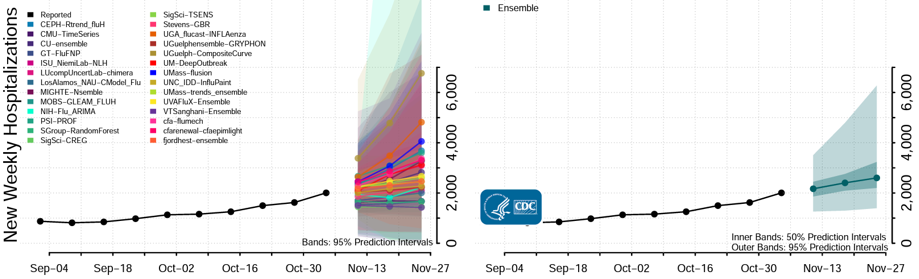 New Weekly Hospitalizations
Reported
CEPH−Rtrend_fluH
CMU−TimeSeries
CU−ensemble
GT−FluFNP
ISU_NiemiLab−NLH
LUcompUncertLab−chimera
LosAlamos_NAU−CModel_Flu
MIGHTE−Nsemble
MOBS−GLEAM_FLUH
NIH−Flu_ARIMA
PSI−PROF
SGroup−RandomForest
SigSci−CREG
SigSci−TSENS
Stevens−GBR
UGA_flucast−INFLAenza
UGuelphensemble−GRYPHON
UGuelph−CompositeCurve
UM−DeepOutbreak
UMass−fusion
UNC_IDD−InfluPaint
UMass−trends_ensemble
UVAFluX−Ensemble
VTSanghani−Ensemble
cfa−flumech
cfarenewal−cfaepimlight
fjordhest−ensemble
Bands: 95% Prediction Intervals
0
2,000
4,000
6,000
Sep−04
Sep−18
Oct−02
Oct−16
Oct−30
Nov−13
Nov−27
Ensemble
CDC
Inner Bands: 50% Prediction Intervals
Outer Bands: 95% Prediction Intervals
0
2,000
4,000
6,000
Sep−04
Sep−18
Oct−02
Oct−16
Oct−30
Nov−13
Nov−27